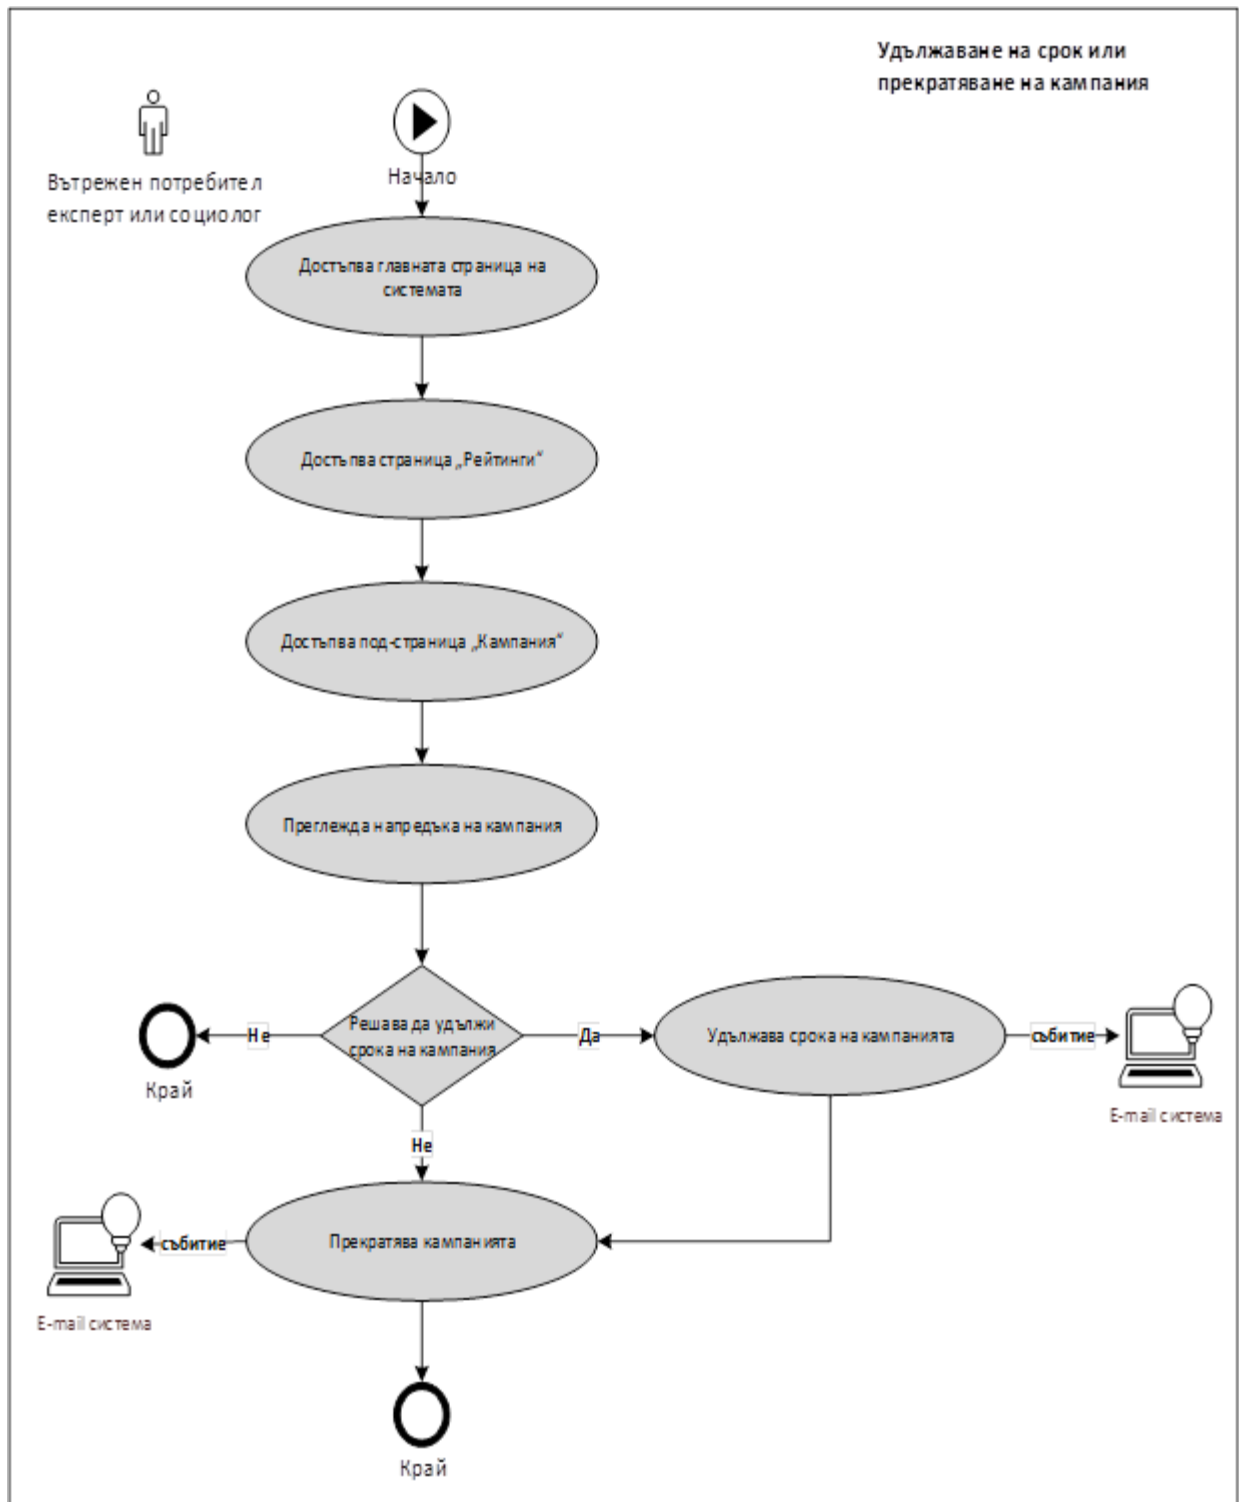 Удължаване на срок или
прекратяване на кампания
Вътрежен потребител
експерт или социолог
Начало
Достъпва главната страница на
системата
Достъпва страница „Рейтинги“
Достъпва под-страница „Кампания“
Преглежда напредъка на кампания
Решава да удължи
срока на кампания
Не
Край
Да
Удължава срока на кампанията
събитие
E-mail система
Не
Прекратява кампанията
събитие
E-mail система
Край